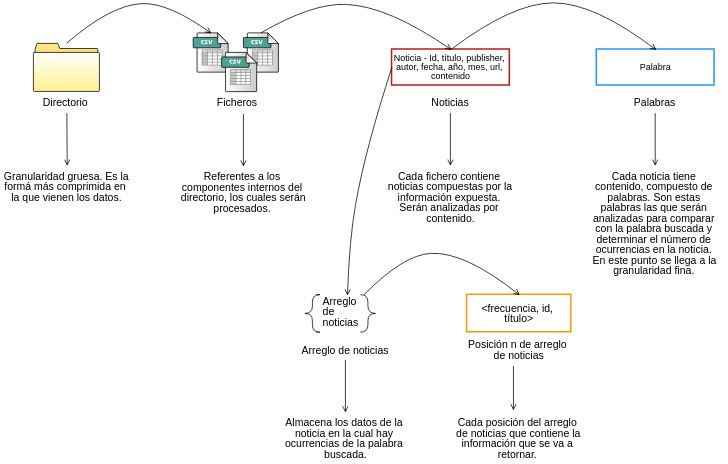 CSV
CSV
CSV
Noticia - Id, título, publisher,
autor, fecha, año, mes, url,
contenido
Palabra
Directorio
Ficheros
Noticias
Palabras
Granularidad gruesa. Es la
formá más comprimida en
la que vienen los datos.
Referentes a los
componentes internos del
directorio, los cuales serán
procesados.
Cada fichero contiene
noticias compuestas por la
información expuesta.
Serán analizadas por
contenido.
Cada noticia tiene
contenido, compuesto de
palabras. Son estas
palabras las que serán
analizadas para comparar
con la palabra buscada y
determinar el número de
ocurrencias en la noticia.
En este punto se llega a la
granularidad fina.
Arreglo
de
noticias
<frecuencia, id,
título>
Arreglo de noticias
Posición n de arreglo
de noticias
Almacena los datos de la
noticia en la cual hay
ocurrencias de la palabra
buscada.
Cada posición del arreglo
de noticias que contiene la
información que se va a
retornar.